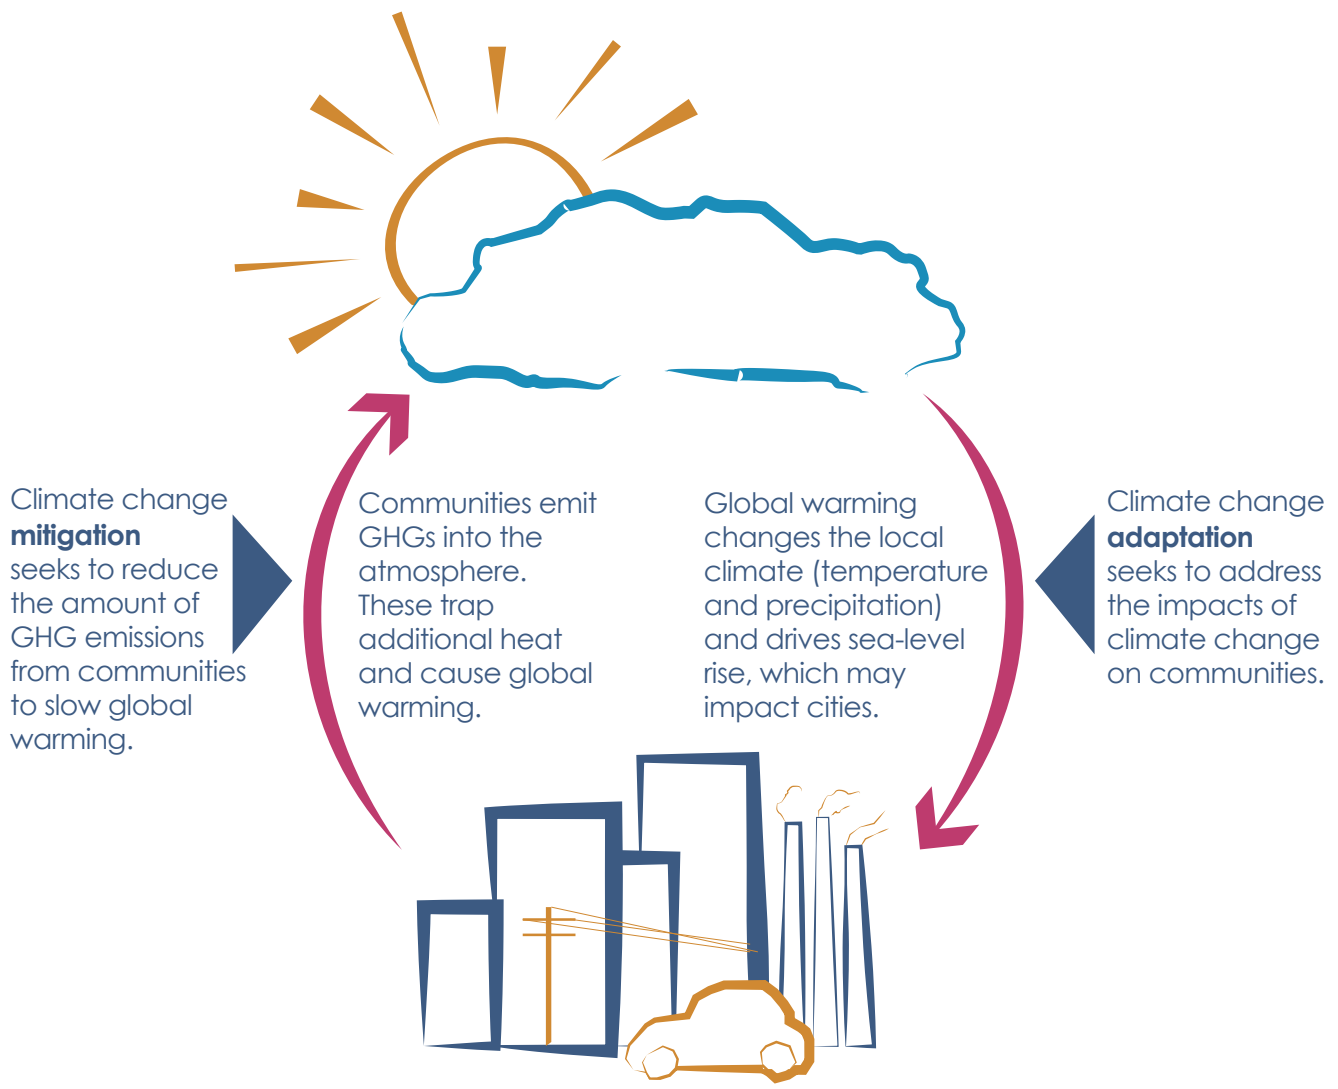 Climate change
mitigation
seeks to reduce
the amount of
GHG emissions
from communities
to slow global
warming.
Communities emit
GHGs into the
atmosphere.
These trap
additional heat
and cause global
warming.
Global warming
changes the local
climate (temperature
and precipitation)
and drives sea-level
rise, which may
impact cities.
Climate change
adaptation
seeks to address
the impacts of
climate change
on communities.